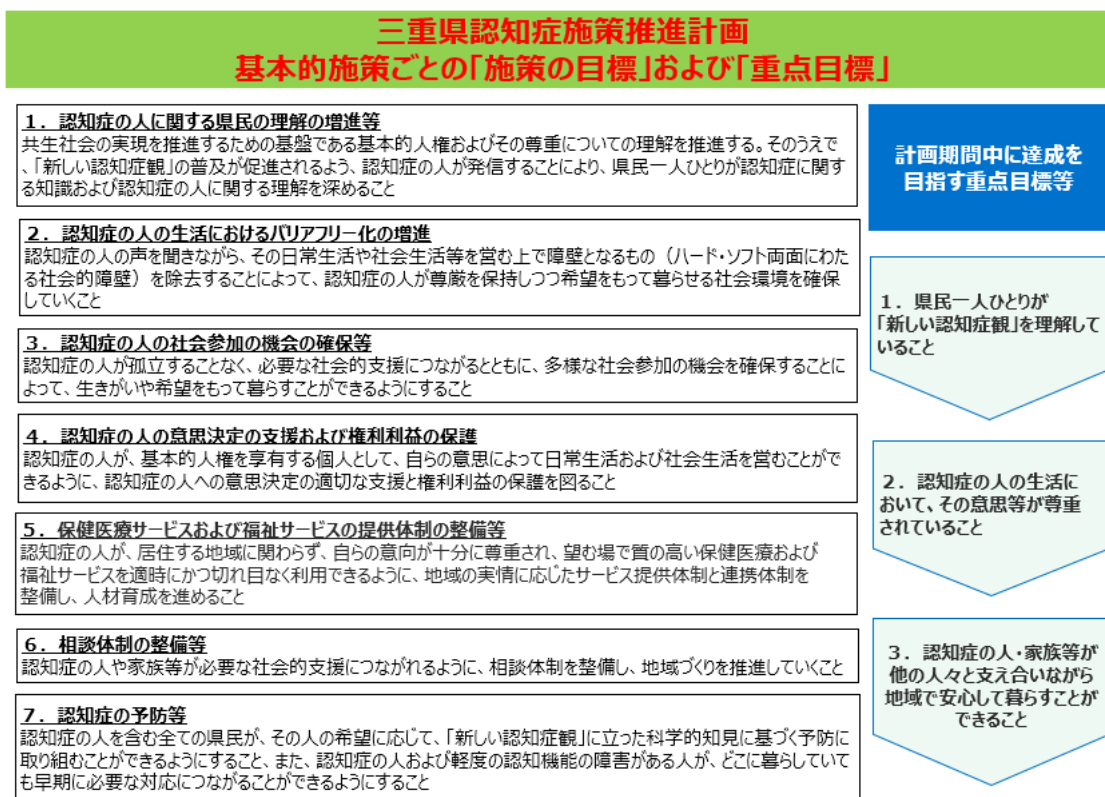 三重県認知症施策推進計画
基本的施策ごとの「施策の目標」および「重点目標」
1．認知症の人に関する県民の理解の増進等
共生社会の実現を推進するための基盤である基本的人権およびその尊重についての理解を推進する。そのうえで
、「新しい認知症観」の普及が促進されるよう、認知症の人が発信することにより、県民一人ひとりが認知症に関す
る知識および認知症の人に関する理解を深めること
2．認知症の人の生活におけるバリアフリー化の増進
認知症の人の声を聞きながら、その日常生活や社会生活等を営む上で障壁となるもの（ハード・ソフト両面にわた
る社会的障壁）を除去することによって、認知症の人が尊厳を保持しつつ希望をもって暮らせる社会環境を確保
していくこと
3．認知症の人の社会参加の機会の確保等
認知症の人が孤立することなく、必要な社会的支援につながるとともに、多様な社会参加の機会を確保することに
よって、生きがいや希望をもって暮らすことができるようにすること
4．認知症の人の意思決定の支援および権利利益の保護
認知症の人が、基本的人権を享有する個人として、自らの意思によって日常生活および社会生活を営むことがで
きるように、認知症の人への意思決定の適切な支援と権利利益の保護を図ること
5．保健医療サービスおよび福祉サービスの提供体制の整備等
認知症の人が、居住する地域に関わらず、自らの意向が十分に尊重され、望む場で質の高い保健医療および
福祉サービスを適時にかつ切れ目なく利用できるように、地域の実情に応じたサービス提供体制と連携体制を
整備し、人材育成を進めること
6．相談体制の整備等
認知症の人や家族等が必要な社会的支援につながれるように、相談体制を整備し、地域づくりを推進していくこと
7．認知症の予防等
認知症の人を含む全ての県民が、その人の希望に応じて、「新しい認知症観」に立った科学的知見に基づく予防に
取り組むことができるようにすること、また、認知症の人および軽度の認知機能の障害がある人が、どこに暮らしていて
も早期に必要な対応につながることができるようにすること
計画期間中に達成を
目指す重点目標等
1．県民一人ひとりが
「新しい認知症観」を理解して
いること
2．認知症の人の生活に
おいて、その意思等が尊重
されていること
3．認知症の人・家族等が
他の人々と支え合いながら
地域で安心して暮らすことが
できること